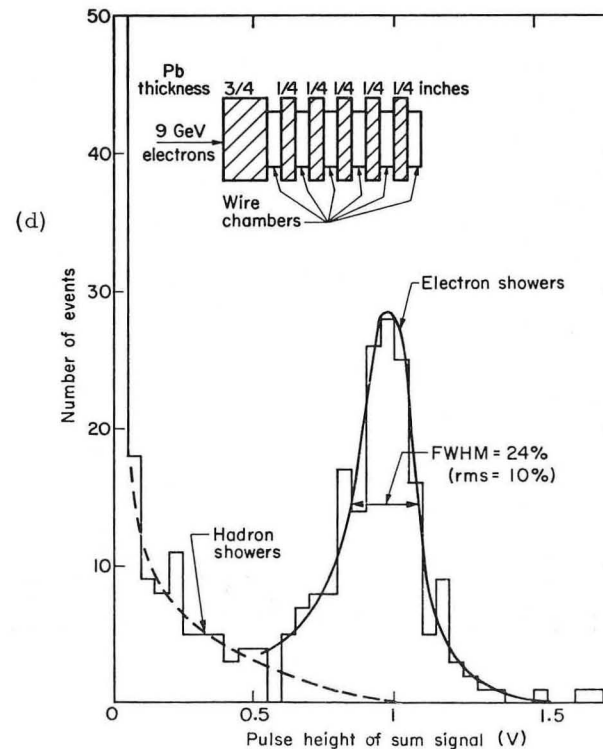 50
Pb
thickness 3/4 1/4 1/4 1/4 1/4 1/4 inches
9 GeV
electrons
40
Wire
chambers
(d)
30
Electron showers
Number of events
20
FWHM = 24%
(rms = 10%)
Hadron
showers
10
0 0.5 1 1.5
Pulse height of sum signal (V)